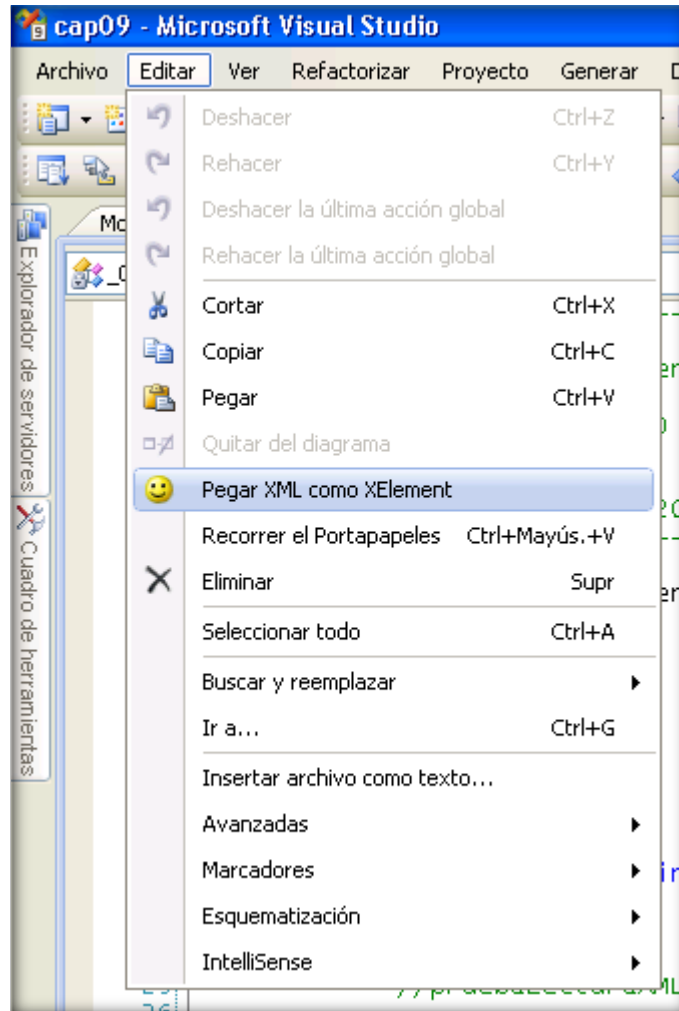 cap09 - Microsoft Visual Studio
Archivo Editar Ver Refactorizar Proyecto Generar
Deshacer Ctrl+Z
Rehacer Ctrl+Y
Deshacer la última acción global
Rehacer la última acción global
Cortar Ctrl+X
Copiar Ctrl+C
Pegar Ctrl+V
Quitar del diagrama
Pegar XML como XElement
Recorrer el Portapapeles Ctrl+Mayús.+V
Eliminar Supr
Seleccionar todo Ctrl+A
Buscar y reemplazar
Ir a... Ctrl+G
Insertar archivo como texto...
Avanzadas
Marcadores
Esquematización
IntelliSense
Explorador de servidores
Cuadro de herramientas